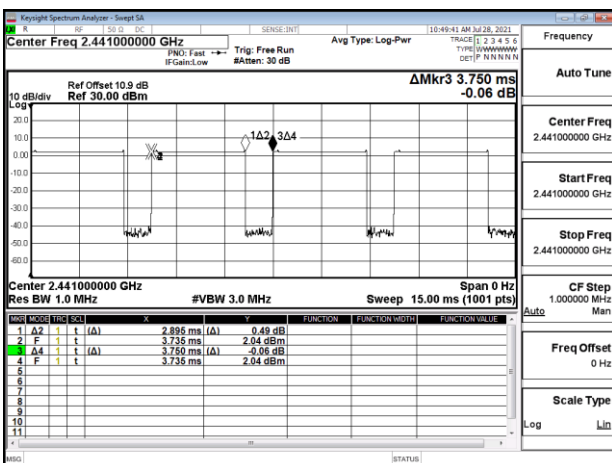 Keysight Spectrum Analyzer - Swept SA
R RF 50 Ω DC SENSE:INT 10:49:41 AM Jul 28, 2021
Center Freq 2.441000000 GHz
PNO: Fast
IFGain:Low
Trig: Free Run
#Atten: 30 dB
Avg Type: Log-Pwr
TRACE 1 2 3 4 5 6
TYPE WWWWWW
DET P N N N N N
Ref Offset 10.9 dB
Ref 30.00 dBm
10 dB/div
Log
ΔMkr3 3.750 ms
-0.06 dB
20.0
10.0
0.00
-10.0
-20.0
-30.0
-40.0
-50.0
-60.0
1Δ2 3Δ4
Center 2.441000000 GHz Span 0 Hz
Res BW 1.0 MHz #VBW 3.0 MHz Sweep 15.00 ms (1001 pts)
MKR MODE TRC SCL X Y FUNCTION FUNCTION WIDTH FUNCTION VALUE
1 Δ2 1 t (Δ) 2.895 ms (Δ) 0.49 dB
2 F 1 t 3.735 ms 2.04 dBm
3 Δ4 1 t (Δ) 3.750 ms (Δ) -0.06 dB
4 F 1 t 3.735 ms 2.04 dBm
5
6
7
8
9
10
11
MSG STATUS
Frequency
Auto Tune
Center Freq
2.441000000 GHz
Start Freq
2.441000000 GHz
Stop Freq
2.441000000 GHz
CF Step
1.000000 MHz
Auto Man
Freq Offset
0 Hz
Scale Type
Log Lin